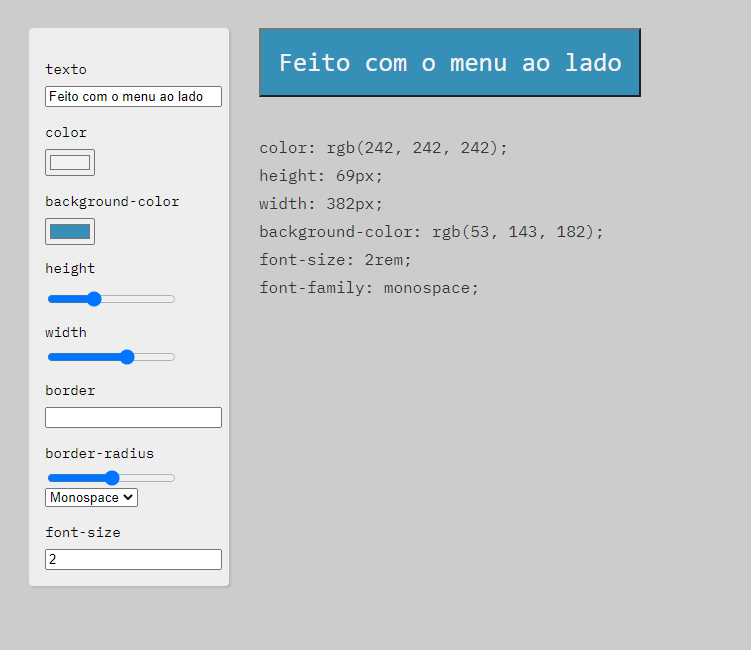 texto
Feito com o menu ao lado
color
background-color
height
width
border
border-radius
Monospace
font-size
2
Feito com o menu ao lado
color: rgb(242, 242, 242);
height: 69px;
width: 382px;
background-color: rgb(53, 143, 182);
font-size: 2rem;
font-family: monospace;